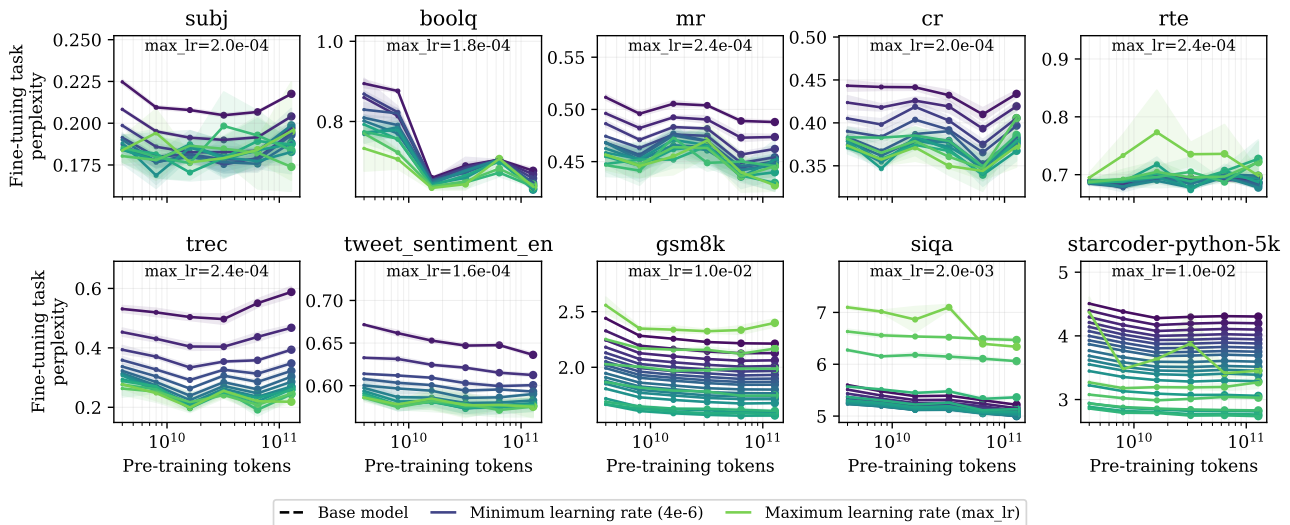 subj boolq mr cr rte
max_lr=2.0e-04 max_lr=1.8e-04 max_lr=2.4e-04 max_lr=2.0e-04 max_lr=2.4e-04
Fine-tuning task
perplexity
0.250
0.225
0.200
0.175
1.0
0.8
0.55
0.50
0.45
0.50
0.45
0.40
0.35
0.9
0.8
0.7
trec tweet_sentiment_en gsm8k siqa starcoder-python-5k
max_lr=2.4e-04 max_lr=1.6e-04 max_lr=1.0e-02 max_lr=2.0e-03 max_lr=1.0e-02
Fine-tuning task
perplexity
0.6
0.4
0.2
0.70
0.65
0.60
2.5
2.0
7
6
5
5
4
3
10^10 10^11 10^10 10^11 10^10 10^11 10^10 10^11 10^10 10^11
Pre-training tokens Pre-training tokens Pre-training tokens Pre-training tokens Pre-training tokens
Base model Minimum learning rate (4e-6) Maximum learning rate (max_lr)